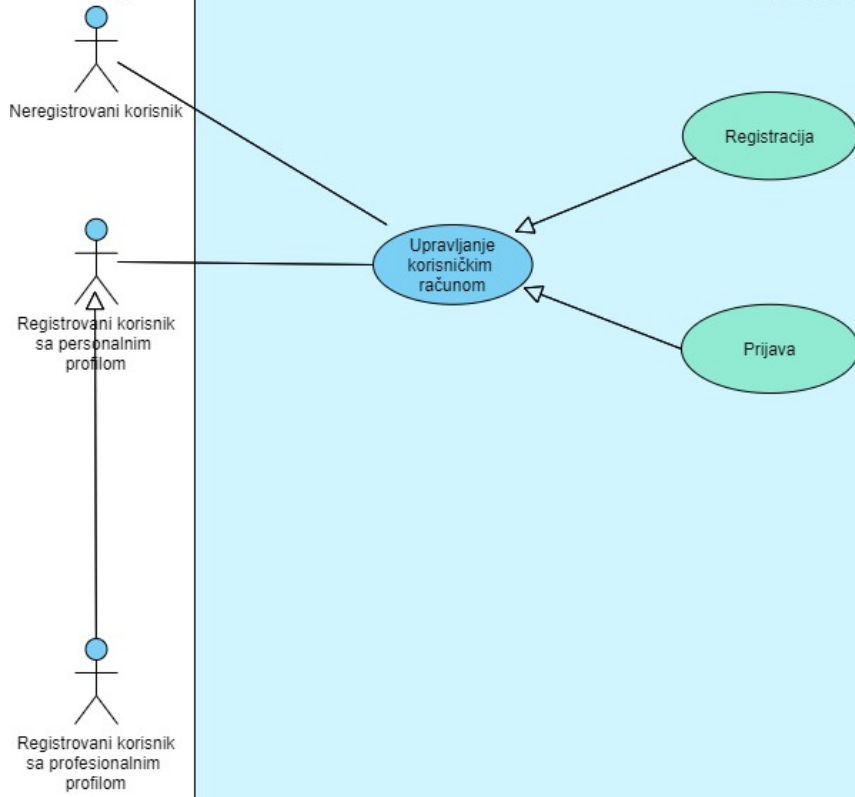 Neregistrovani korisnik
Registracija
Upravljanje
korisničkim
računom
Registrovani korisnik
sa personalnim
profilom
Prijava
Registrovani korisnik
sa profesionalnim
profilom